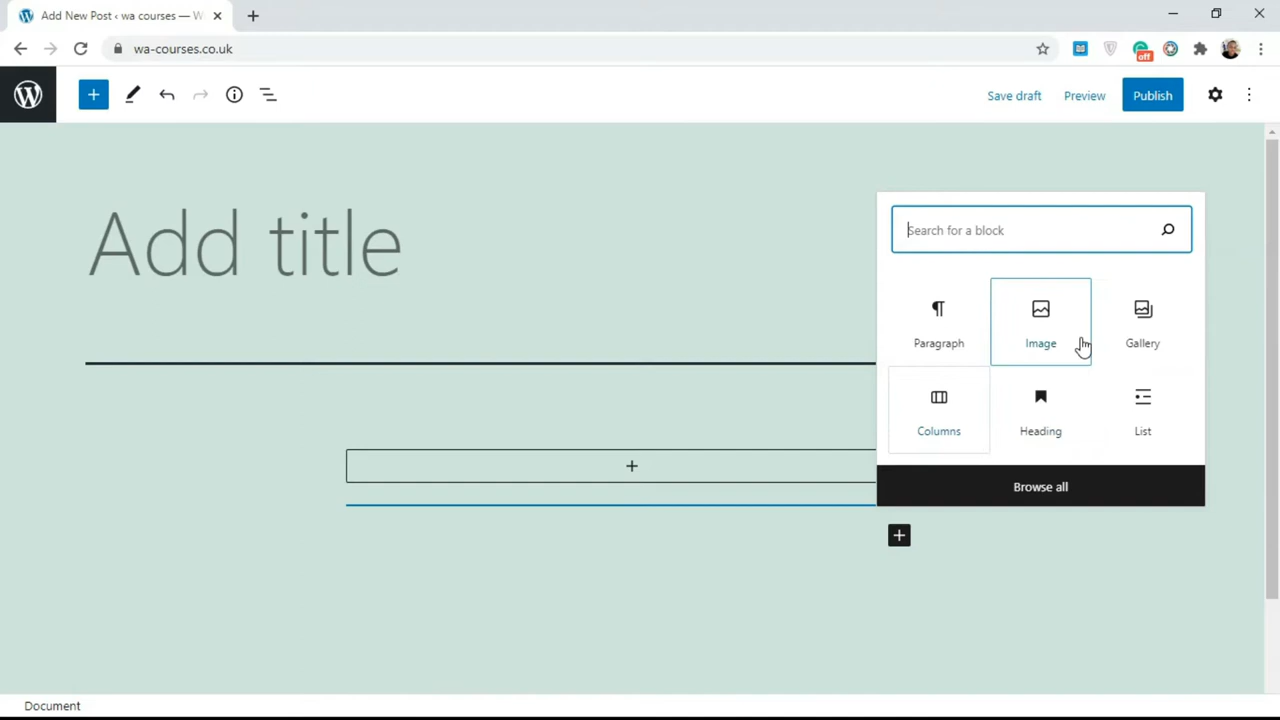 Add New Post ‹ wa courses — W
wa-courses.co.uk
off
Save draft
Preview
Publish
Add title
Search for a block
Paragraph
Image
Gallery
Columns
Heading
List
Browse all
Document